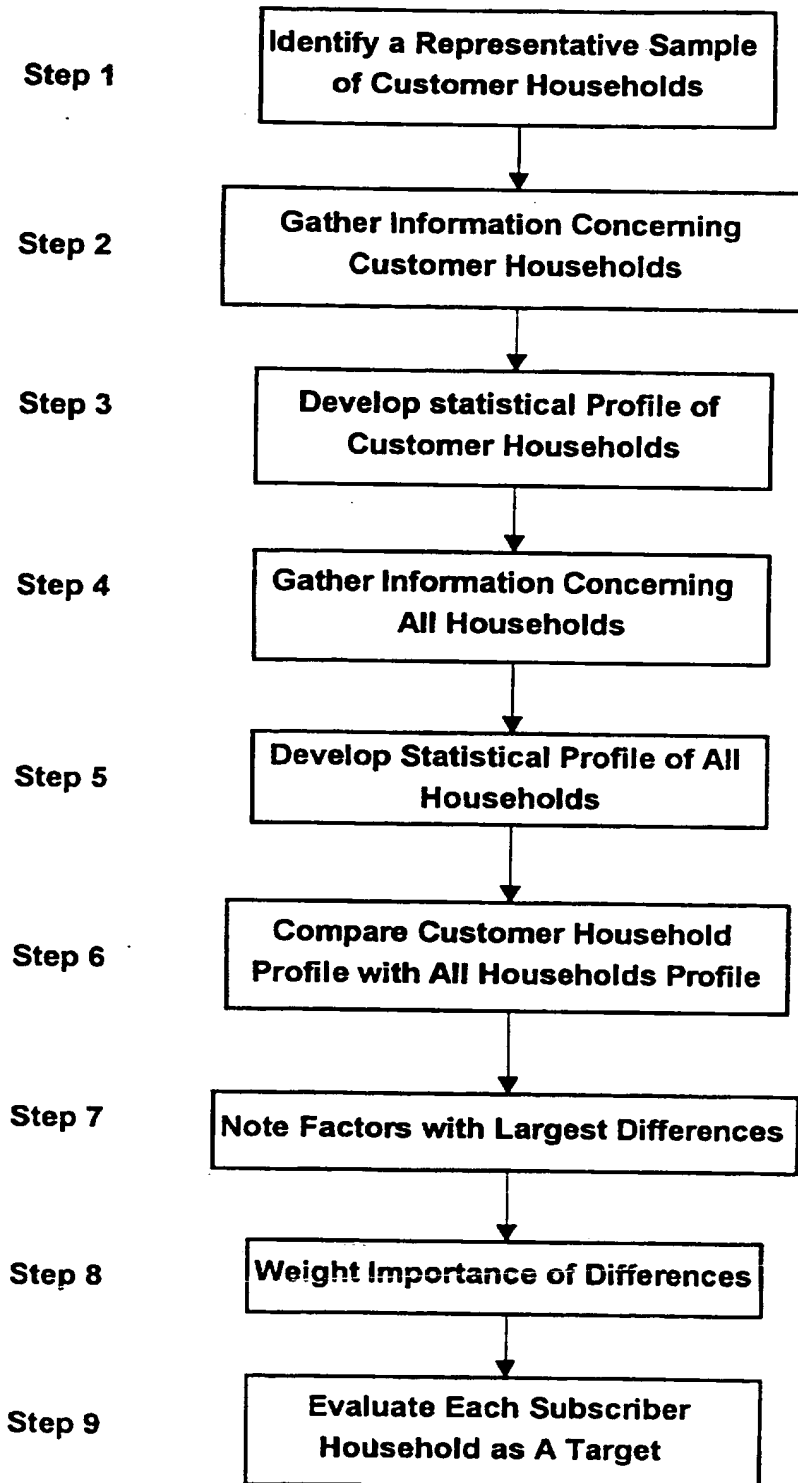 Step 1
Identify a Representative Sample
of Customer Households
Step 2
Gather Information Concerning
Customer Households
Step 3
Develop statistical Profile of
Customer Households
Step 4
Gather Information Concerning
All Households
Step 5
Develop Statistical Profile of All
Households
Step 6
Compare Customer Household
Profile with All Households Profile
Step 7
Note Factors with Largest Differences
Step 8
Weight Importance of Differences
Step 9
Evaluate Each Subscriber
Household as A Target